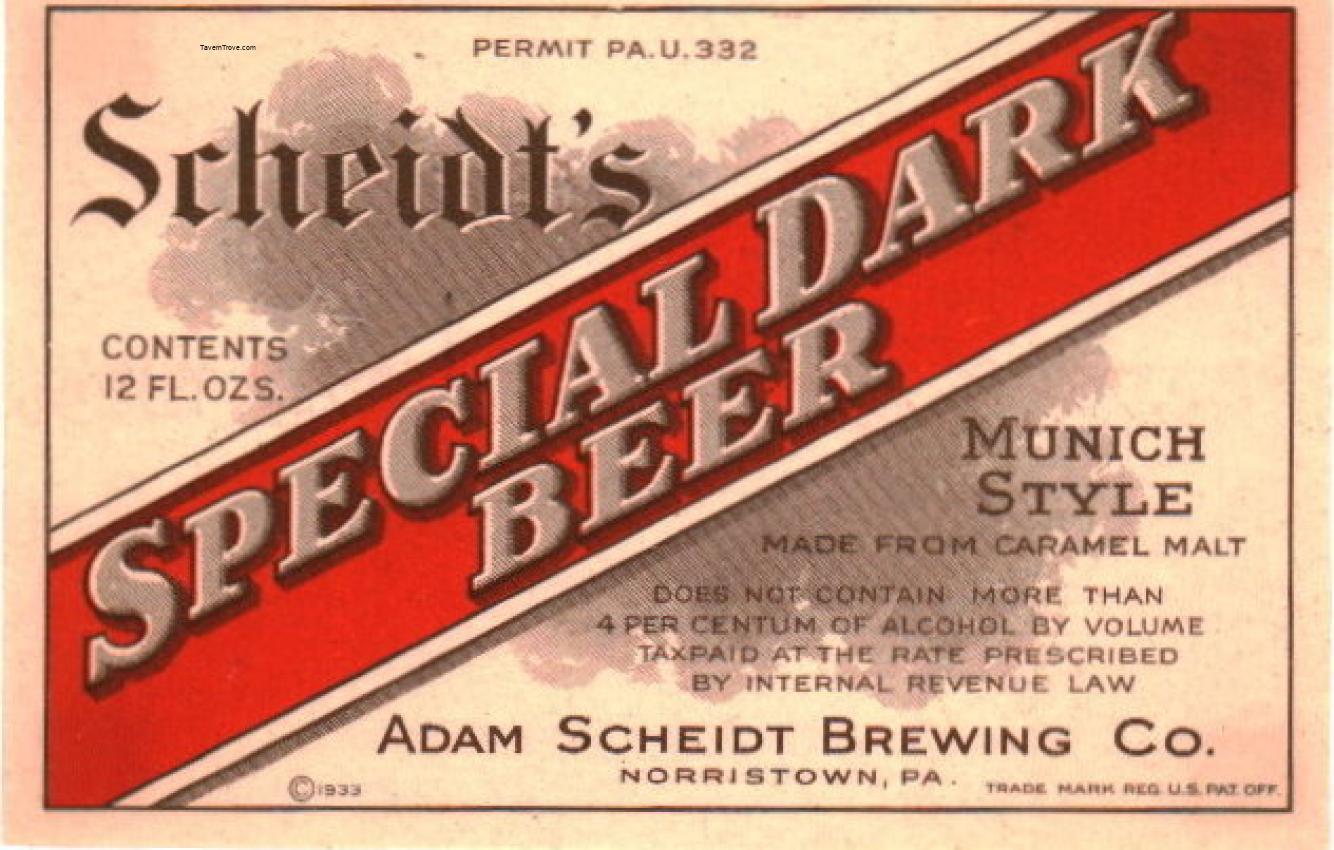 TavernTrove.com
PERMIT PA.U.332
Scheidt's
CONTENTS
12 FL. OZS.
SPECIAL DARK
BEER
MUNICH
STYLE
MADE FROM CARAMEL MALT
DOES NOT CONTAIN MORE THAN
4 PER CENTUM OF ALCOHOL BY VOLUME
TAXPAID AT THE RATE PRESCRIBED
BY INTERNAL REVENUE LAW
ADAM SCHEIDT BREWING CO.
NORRISTOWN, PA.
©1933
TRADE MARK REG. U.S. PAT. OFF.